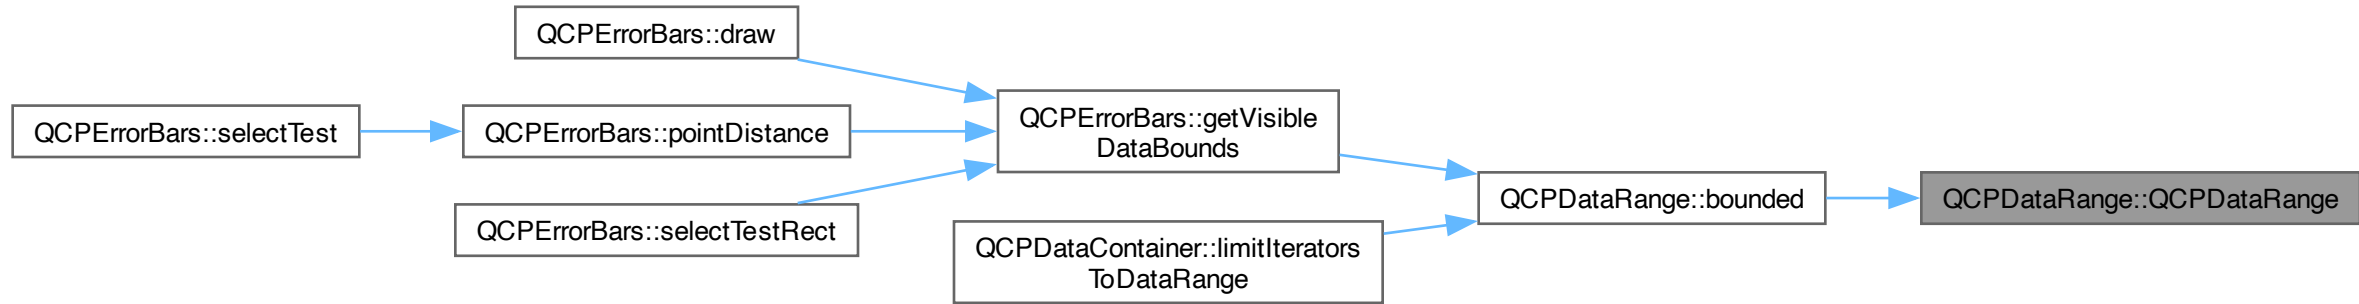 QCPErrorBars::draw
QCPErrorBars::selectTest
QCPErrorBars::pointDistance
QCPErrorBars::selectTestRect
QCPErrorBars::getVisible
DataBounds
QCPDataContainer::limitIterators
ToDataRange
QCPDataRange::bounded
QCPDataRange::QCPDataRange